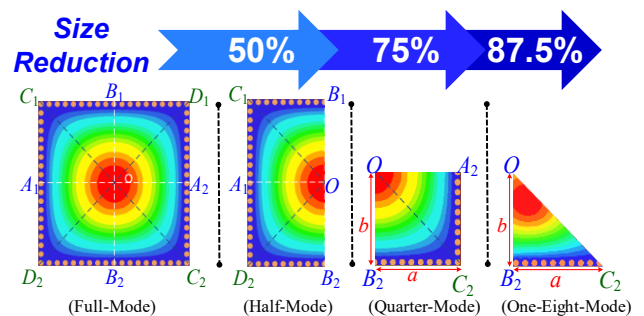 Size
Reduction
50%
75%
87.5%
C1 B1 D1
A1 o A2
D2 B2 C2
(Full-Mode)
C1 B1
A1 O
D2 B2
(Half-Mode)
O A2
b
B2 a C2
(Quarter-Mode)
O
b
B2 a C2
(One-Eight-Mode)